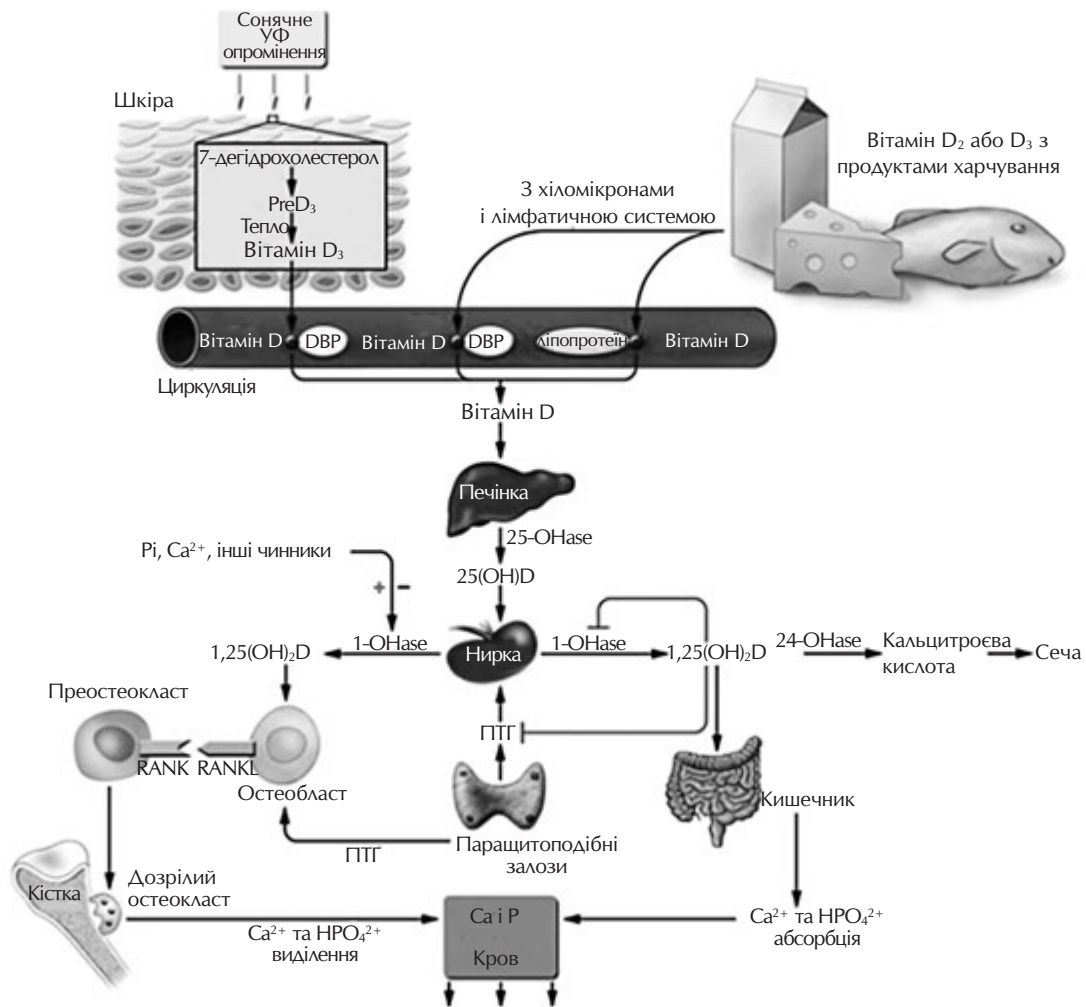 Сонячне
УФ
опромінення
Шкіра
7-дегідрохолестерол
PreD₃
Тепло
Вітамін D₃
З хіломікронами
і лімфатичною системою
Вітамін D₂ або D₃ з
продуктами харчування
Вітамін D
DBP
Вітамін D
DBP
ліпопротеїн
Вітамін D
Циркуляція
Вітамін D
Печінка
25-OHase
Pi, Ca²⁺, інші чинники
+ −
25(OH)D
1,25(OH)₂D
1-OHase
Нирка
1-OHase
1,25(OH)₂D
24-OHase
Кальцитроєва
кислота
Сеча
Преостеокласт
RANK
RANKL
Остеобласт
ПТГ
ПТГ
Паращитоподібні
залози
Кишечник
Кістка
Дозрілий
остеокласт
Ca²⁺ та HPO₄²⁺
виділення
Са і Р
Кров
Ca²⁺ та HPO₄²⁺
абсорбція